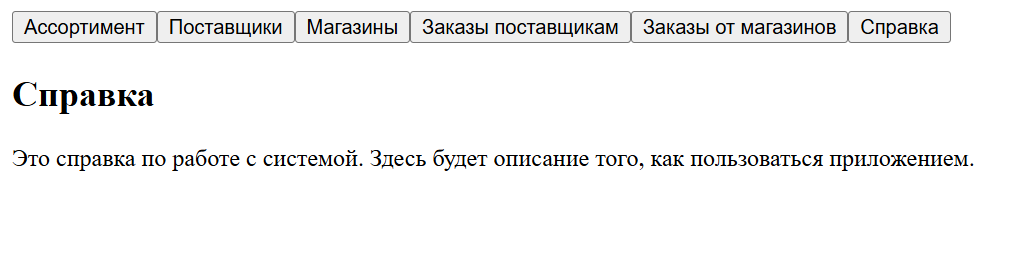 Ассортимент Поставщики Магазины Заказы поставщикам Заказы от магазинов Справка
Справка
Это справка по работе с системой. Здесь будет описание того, как пользоваться приложением.